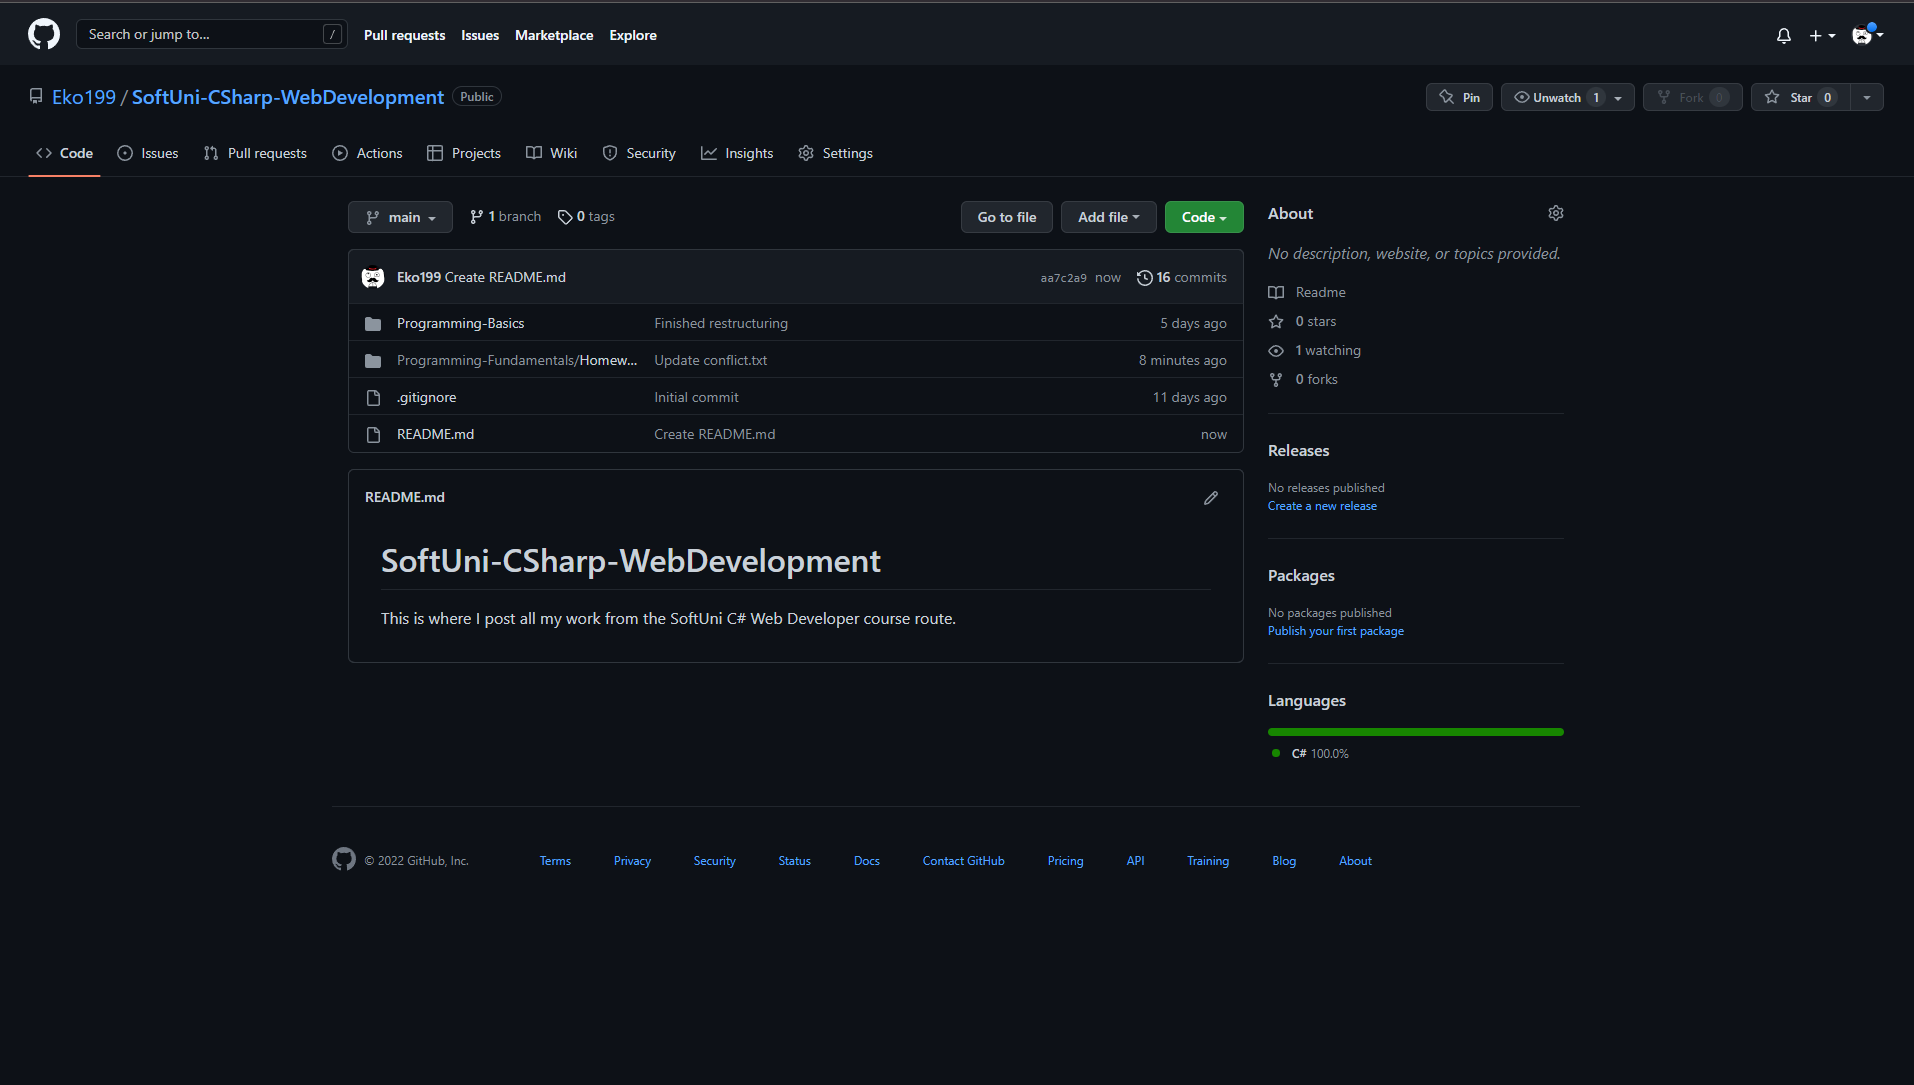 Search or jump to... /
Pull requests Issues Marketplace Explore
Eko199 / SoftUni-CSharp-WebDevelopment Public
Pin Unwatch 1 Fork 0 Star 0
Code Issues Pull requests Actions Projects Wiki Security Insights Settings
main 1 branch 0 tags Go to file Add file Code
Eko199 Create README.md aa7c2a9 now 16 commits
Programming-Basics Finished restructuring 5 days ago
Programming-Fundamentals/Homew... Update conflict.txt 8 minutes ago
.gitignore Initial commit 11 days ago
README.md Create README.md now
README.md
SoftUni-CSharp-WebDevelopment
This is where I post all my work from the SoftUni C# Web Developer course route.
About
No description, website, or topics provided.
Readme
0 stars
1 watching
0 forks
Releases
No releases published
Create a new release
Packages
No packages published
Publish your first package
Languages
C# 100.0%
© 2022 GitHub, Inc. Terms Privacy Security Status Docs Contact GitHub Pricing API Training Blog About